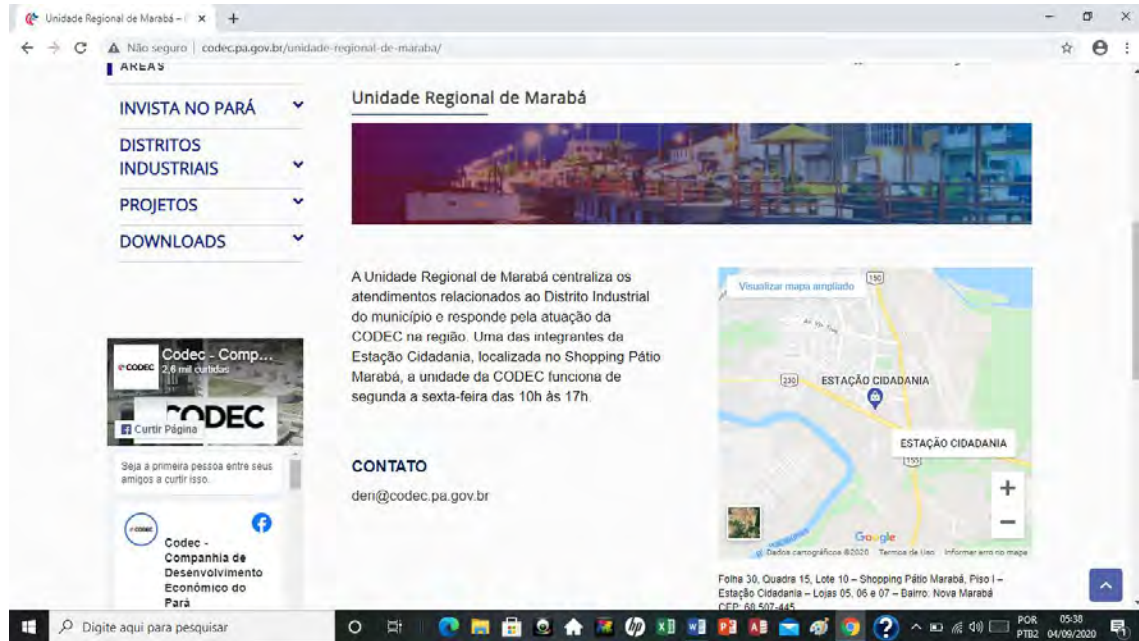 Unidade Regional de Marabá –
Não seguro | codec.pa.gov.br/unidade-regional-de-maraba/
ÁREAS
INVISTA NO PARÁ
DISTRITOS
INDUSTRIAIS
PROJETOS
DOWNLOADS
Codec - Comp...
2,6 mil curtidas
CODEC
CODEC
Curtir Página
Seja a primeira pessoa entre seus
amigos a curtir isso.
CODEC
Codec -
Companhia de
Desenvolvimento
Econômico do
Pará
Unidade Regional de Marabá
A Unidade Regional de Marabá centraliza os
atendimentos relacionados ao Distrito Industrial
do município e responde pela atuação da
CODEC na região. Uma das integrantes da
Estação Cidadania, localizada no Shopping Pátio
Marabá, a unidade da CODEC funciona de
segunda a sexta-feira das 10h às 17h.
CONTATO
deri@codec.pa.gov.br
Visualizar mapa ampliado
150
230
ESTAÇÃO CIDADANIA
ESTAÇÃO CIDADANIA
155
Google
Dados cartográficos ©2020 Termos de Uso Informar erro no mapa
Folha 30, Quadra 15, Lote 10 – Shopping Pátio Marabá, Piso I –
Estação Cidadania – Lojas 05, 06 e 07 – Bairro: Nova Marabá
CEP: 68.507-445
Digite aqui para pesquisar
POR
PTB2
05:38
04/09/2020